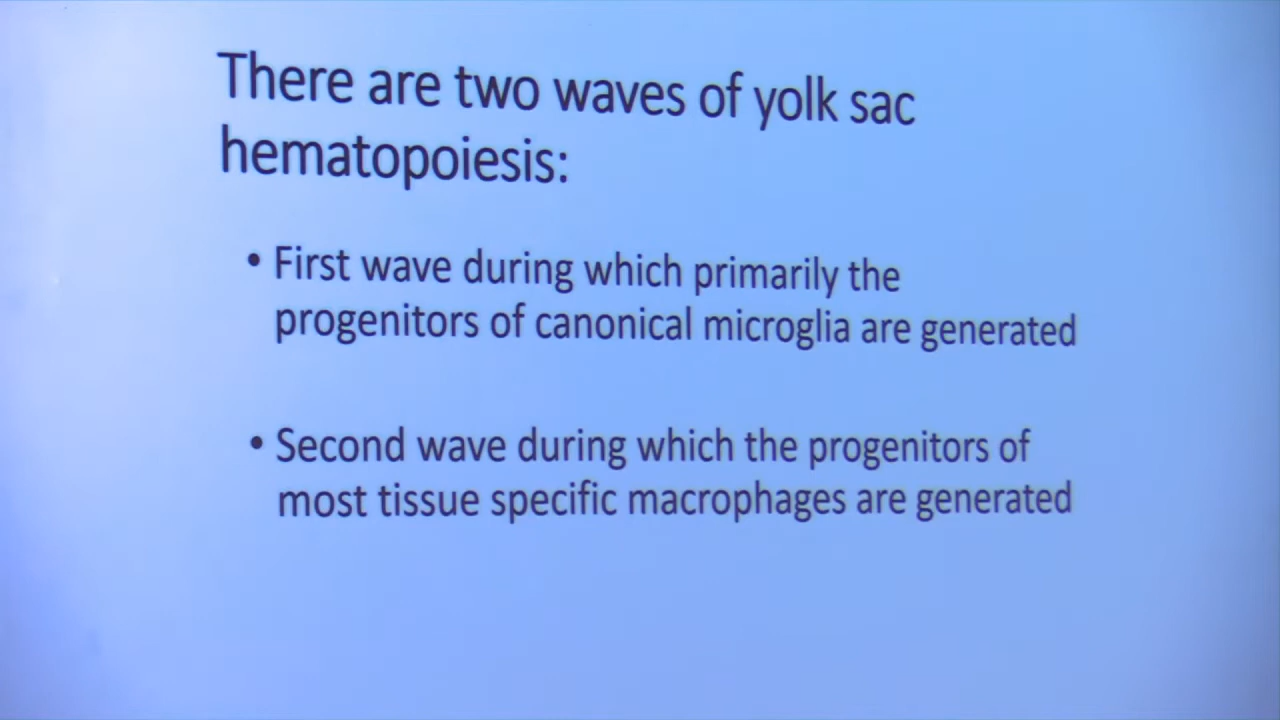 There are two waves of yolk sac
hematopoiesis:
• First wave during which primarily the
progenitors of canonical microglia are generated
• Second wave during which the progenitors of
most tissue specific macrophages are generated